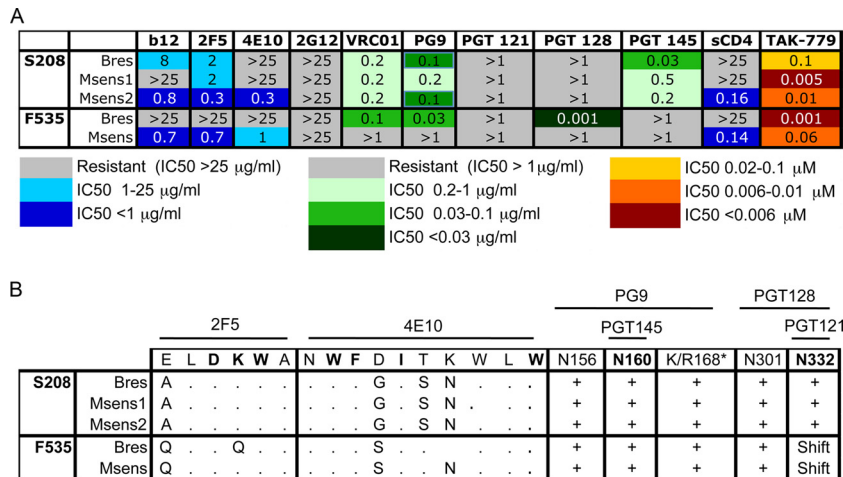 A
b12 2F5 4E10 2G12 VRC01 PG9 PGT 121 PGT 128 PGT 145 sCD4 TAK-779
S208 Bres 8 2 >25 >25 0.2 0.1 >1 >1 0.03 >25 0.1
Msens1 >25 2 >25 >25 0.2 0.2 >1 >1 0.5 >25 0.005
Msens2 0.8 0.3 0.3 >25 0.2 0.1 >1 >1 0.2 0.16 0.01
F535 Bres >25 >25 >25 >25 0.1 0.03 >1 0.001 >1 >25 0.001
Msens 0.7 0.7 1 >25 >1 >1 >1 >1 >1 0.14 0.06
Resistant (IC50 >25 μg/ml) Resistant (IC50 > 1μg/ml) IC50 0.02-0.1 μM
IC50 1-25 μg/ml IC50 0.2-1 μg/ml IC50 0.006-0.01 μM
IC50 <1 μg/ml IC50 0.03-0.1 μg/ml IC50 <0.006 μM
IC50 <0.03 μg/ml
B
PG9 PGT128
2F5 4E10 PGT145 PGT121
E L D K W A N W F D I T K W L W N156 N160 K/R168* N301 N332
S208 Bres A . . . . . . . . G . S N . . . + + + + +
Msens1 A . . . . . . . . G . S N . . . + + + + +
Msens2 A . . . . . . . . G . S N . . . + + + + +
F535 Bres Q . . Q . . . . . S . . . . . . + + + + Shift
Msens Q . . . . . . . . S . . N . . . + + + + Shift